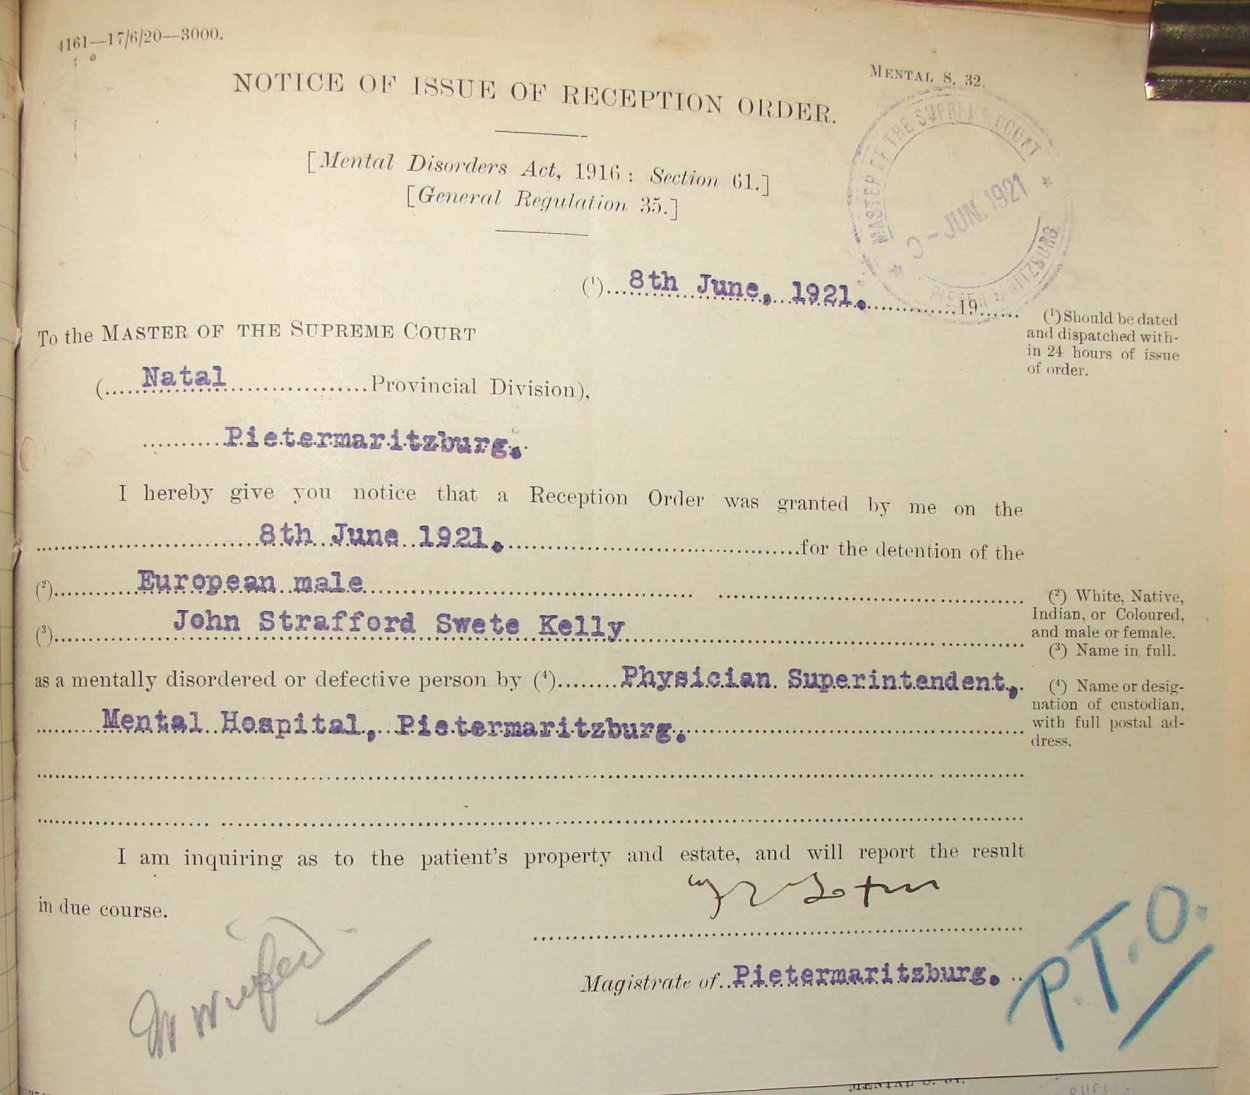 4161—17/6/20—3000.
MENTAL S. 32.
NOTICE OF ISSUE OF RECEPTION ORDER.
[Mental Disorders Act, 1916: Section 61.]
[General Regulation 35.]
MASTER OF THE SUPREME COURT
- JUN. 1921
PIETERMARITZBURG
(¹) 8th June, 1921. 19
(¹) Should be dated
and dispatched with-
in 24 hours of issue
of order.
To the MASTER OF THE SUPREME COURT
(Natal Provincial Division),
Pietermaritzburg.
I hereby give you notice that a Reception Order was granted by me on the
8th June 1921. for the detention of the
(²) European male
(²) White, Native,
Indian, or Coloured,
and male or female.
(³) John Strafford Swete Kelly
(³) Name in full.
as a mentally disordered or defective person by (⁴) Physician Superintendent,
Mental Hospital, Pietermaritzburg.
(⁴) Name or desig-
nation of custodian,
with full postal ad-
dress.
I am inquiring as to the patient's property and estate, and will report the result
in due course.
Magistrate of Pietermaritzburg.
P.T.O.